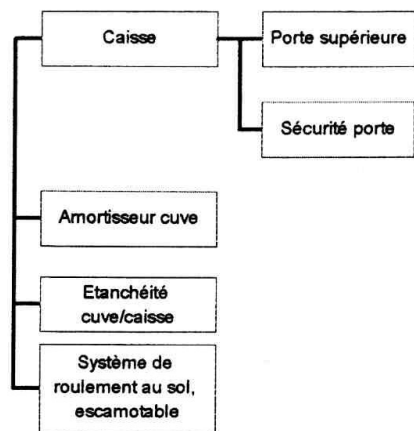 Caisse
Porte supérieure
Sécurité porte
Amortisseur cuve
Etanchéité
cuve/caisse
Système de
roulement au sol,
escamotable